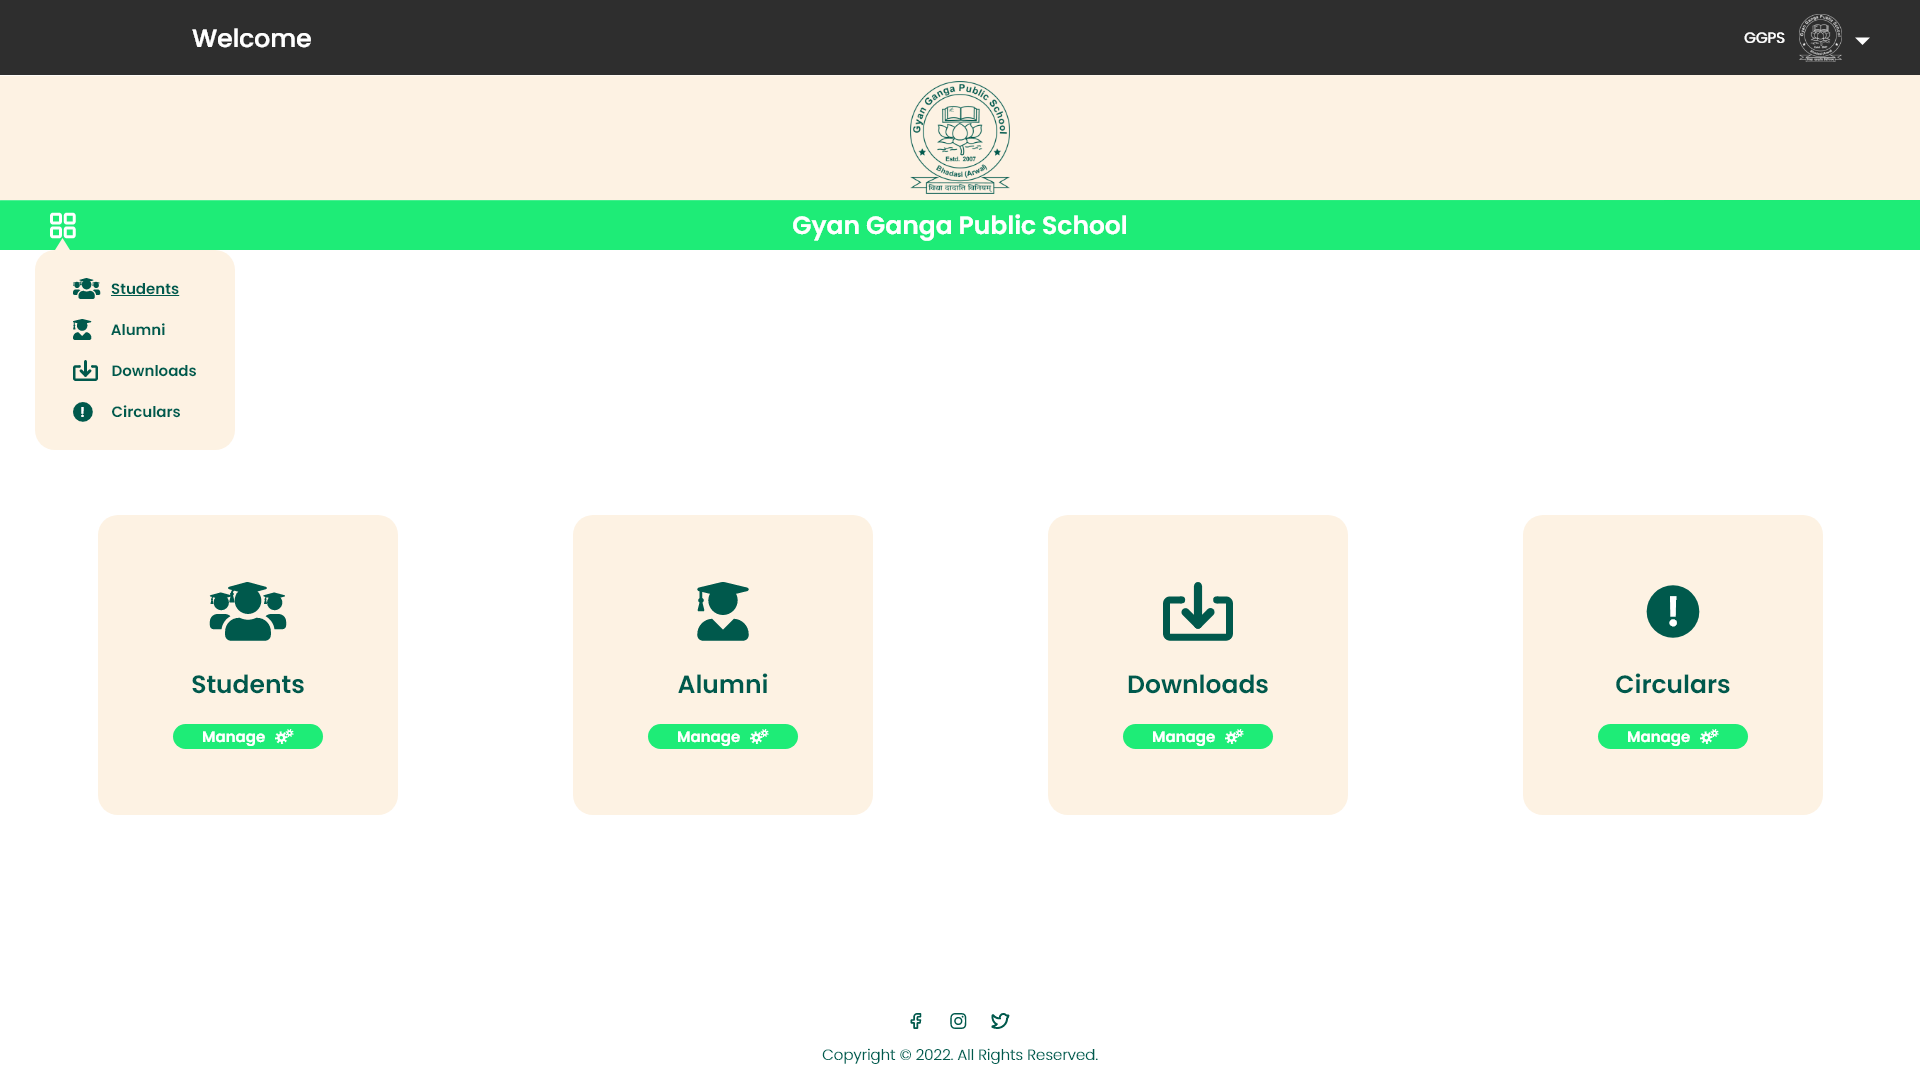 Welcome
GGPS
Gyan Ganga Public School
Estd. 2007
Bhadasi (Arwal)
विद्या ददाति विनियम्
Gyan Ganga Public School
Students
Alumni
Downloads
Circulars
Students
Alumni
Downloads
Circulars
Manage
Manage
Manage
Manage
Copyright © 2022. All Rights Reserved.